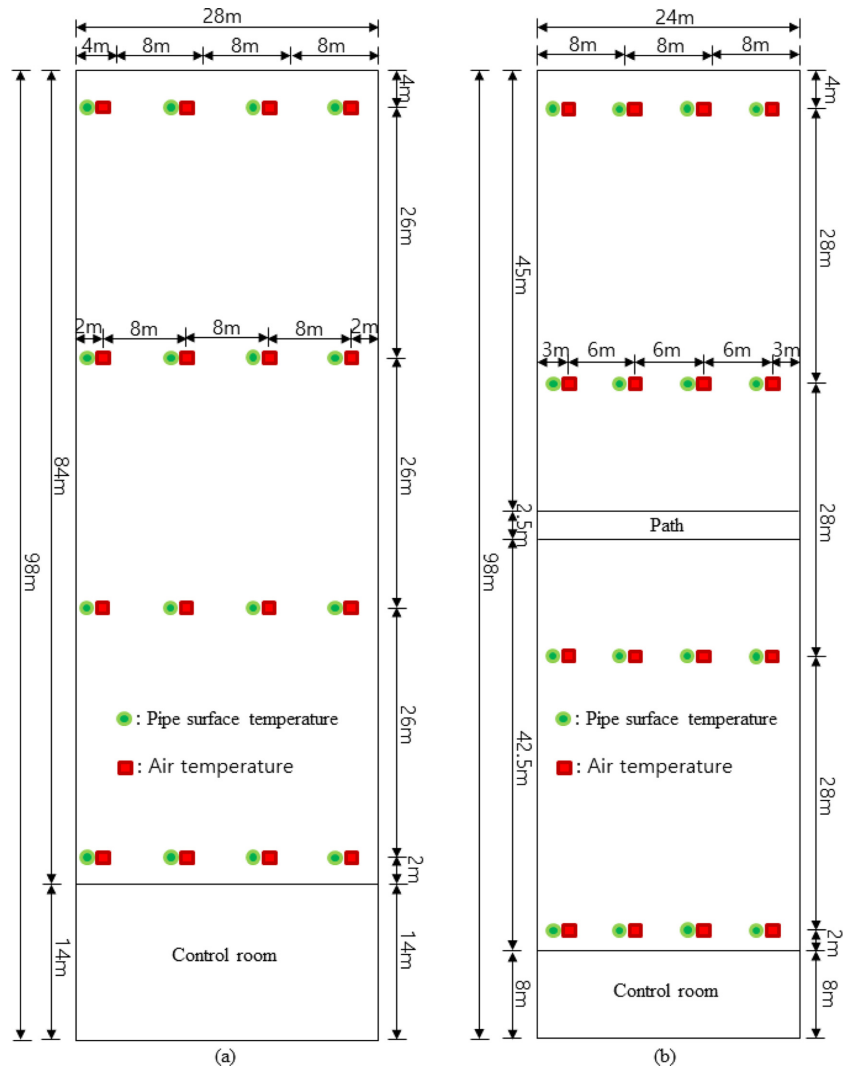 28m
4m
8m
8m
8m
4m
26m
2m
8m
8m
8m
2m
84m
26m
98m
26m
: Pipe surface temperature
: Air temperature
2m
14m
Control room
14m
(a)
24m
8m
8m
8m
4m
45m
28m
3m
6m
6m
6m
3m
2.5m
Path
28m
98m
: Pipe surface temperature
: Air temperature
42.5m
28m
2m
8m
Control room
8m
(b)